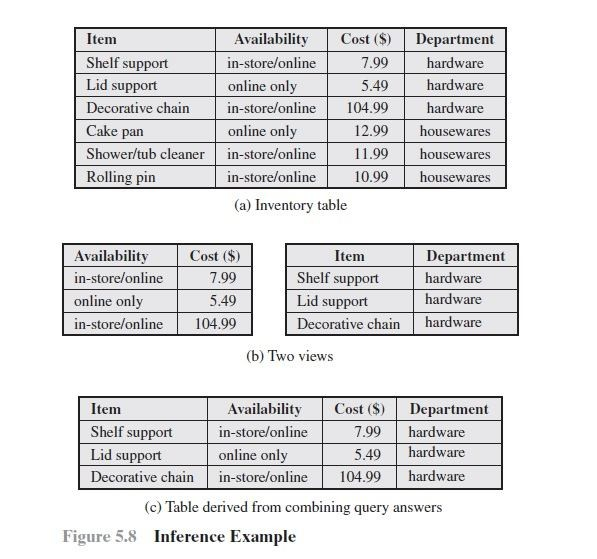 Item Availability Cost ($) Department
Shelf support in-store/online 7.99 hardware
Lid support online only 5.49 hardware
Decorative chain in-store/online 104.99 hardware
Cake pan online only 12.99 housewares
Shower/tub cleaner in-store/online 11.99 housewares
Rolling pin in-store/online 10.99 housewares
(a) Inventory table
Availability Cost ($)
in-store/online 7.99
online only 5.49
in-store/online 104.99
Item Department
Shelf support hardware
Lid support hardware
Decorative chain hardware
(b) Two views
Item Availability Cost ($) Department
Shelf support in-store/online 7.99 hardware
Lid support online only 5.49 hardware
Decorative chain in-store/online 104.99 hardware
(c) Table derived from combining query answers
Figure 5.8 Inference Example